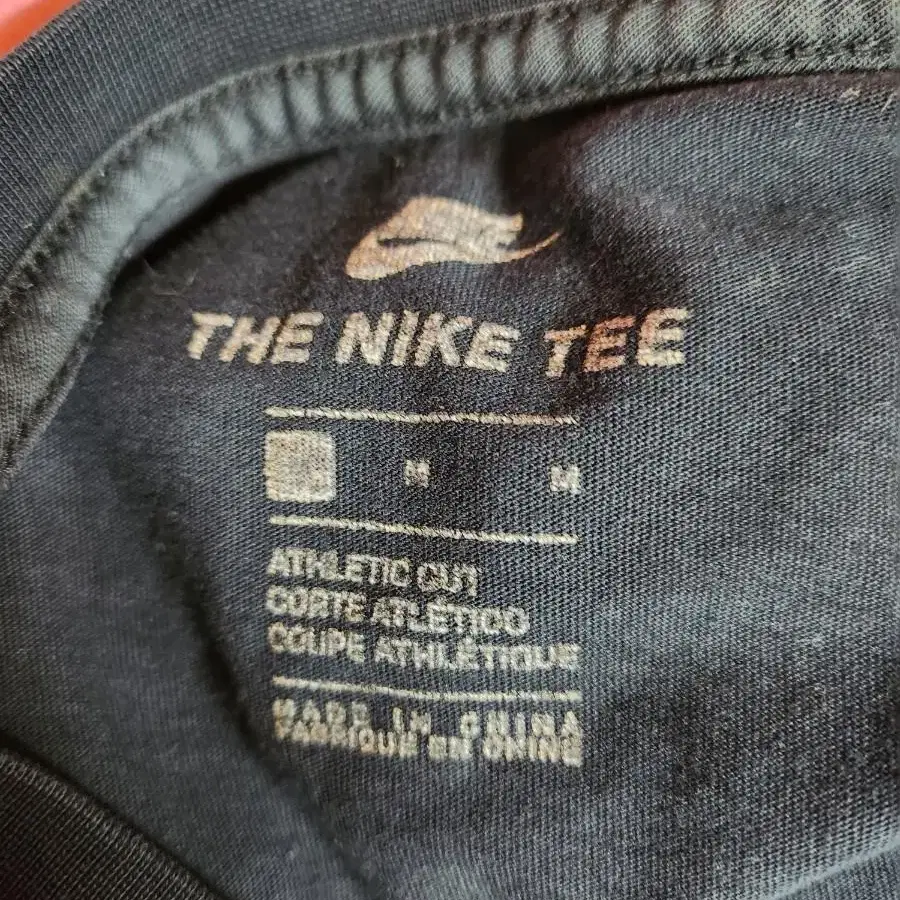 THE NIKE TEE
M M
ATHLETIC CUT
CORTE ATLÉTICO
COUPE ATHLÉTIQUE
MADE IN CHINA
FABRIQUÉ EN CHINE